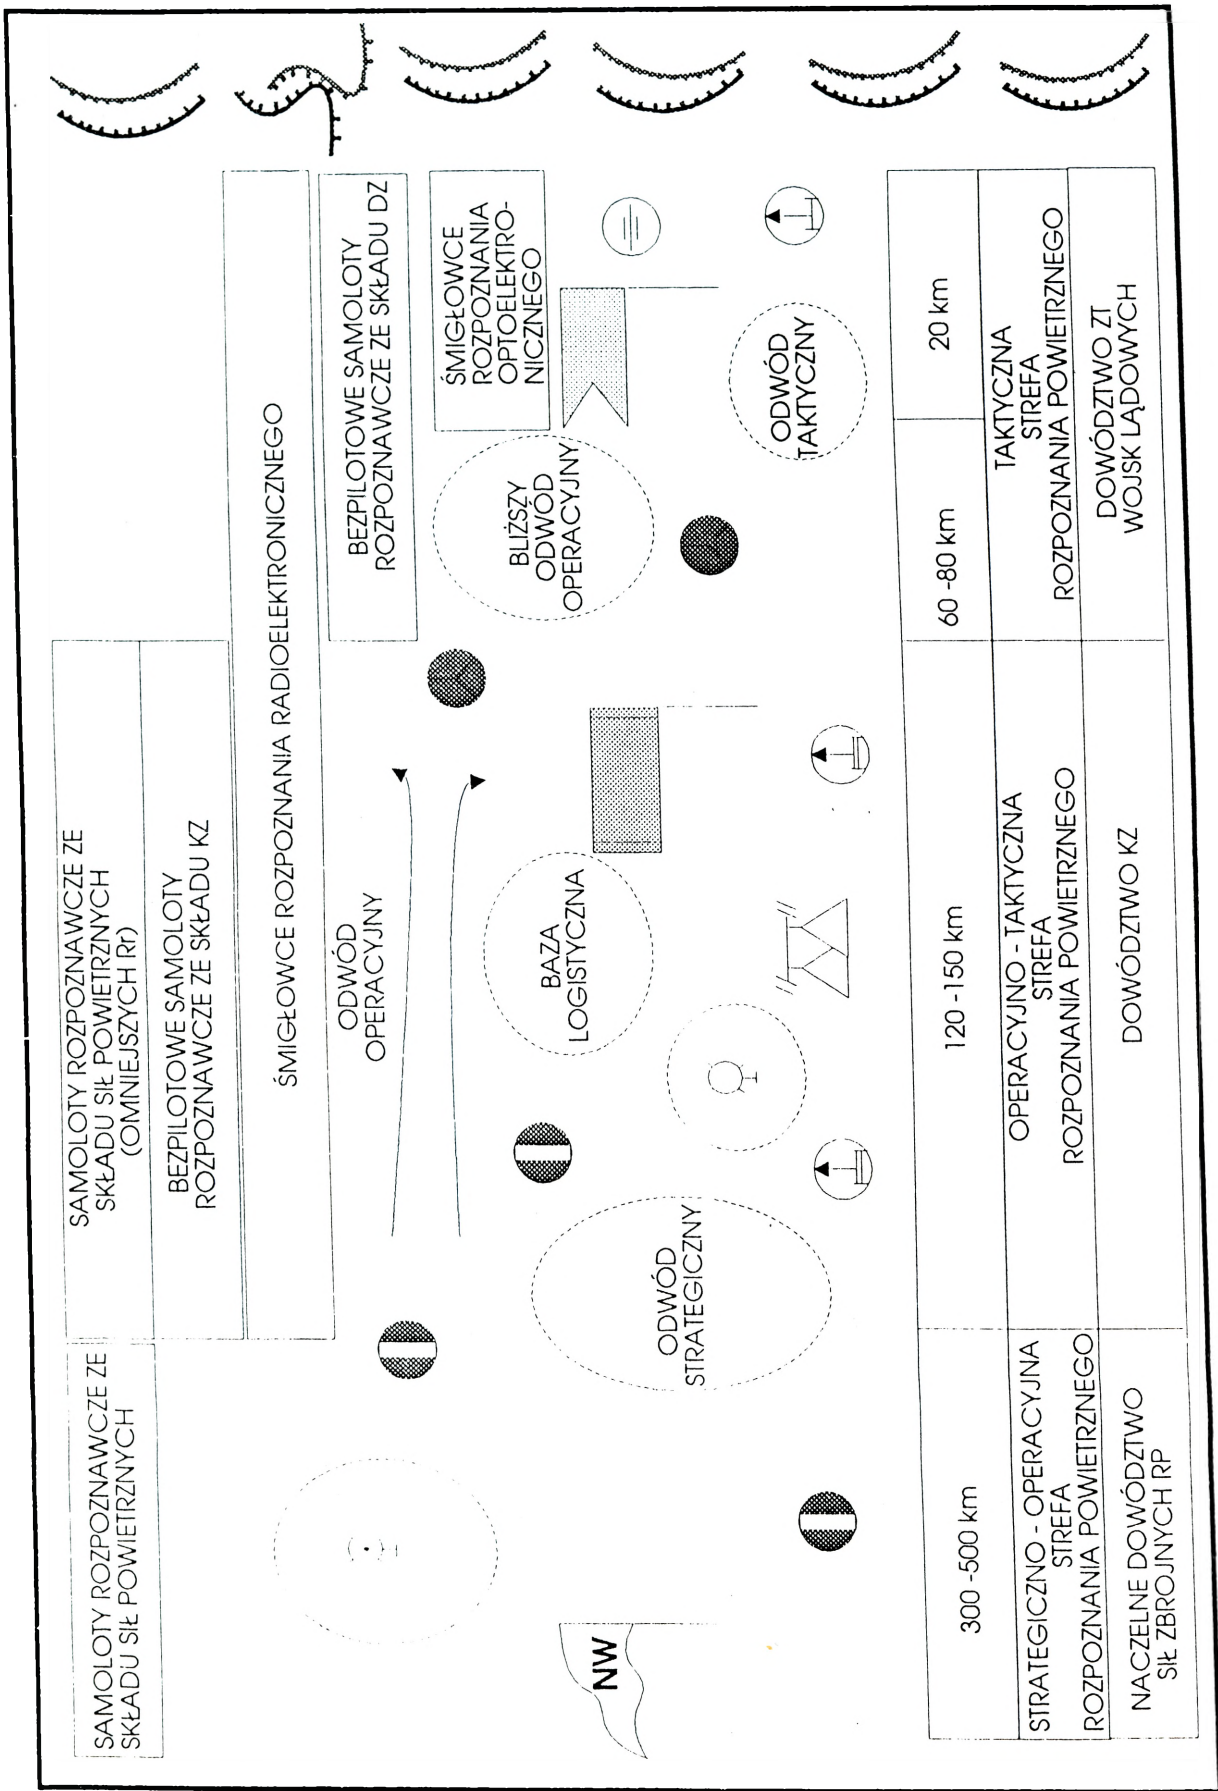 SAMOLOTY ROZPOZNAWCZE ZE
SKŁADU SIŁ POWIETRZNYCH
SAMOLOTY ROZPOZNAWCZE ZE
SKŁADU SIŁ POWIETRZNYCH
(OMNIEJSZYCH Rr)
BEZPILOTOWE SAMOLOTY
ROZPOZNAWCZE ZE SKŁADU KZ
ŚMIGŁOWCE ROZPOZNANIA RADIOELEKTRONICZNEGO
BEZPILOTOWE SAMOLOTY
ROZPOZNAWCZE ZE SKŁADU DZ
ŚMIGŁOWCE
ROZPOZNANIA
OPTOELEKTRO-
NICZNEGO
ODWÓD
OPERACYJNY
BLIŻSZY
ODWÓD
OPERACYJNY
BAZA
LOGISTYCZNA
NW
ODWÓD
STRATEGICZNY
ODWÓD
TAKTYCZNY
300 -500 km
120 -150 km
60 -80 km
20 km
STRATEGICZNO - OPERACYJNA
STREFA
ROZPOZNANIA POWIETRZNEGO
OPERACYJNO - TAKTYCZNA
STREFA
ROZPOZNANIA POWIETRZNEGO
TAKTYCZNA
STREFA
ROZPOZNANIA POWIETRZNEGO
NACZELNE DOWÓDZTWO
SIŁ ZBROJNYCH RP
DOWÓDZTWO KZ
DOWÓDZTWO ZT
WOJSK LĄDOWYCH